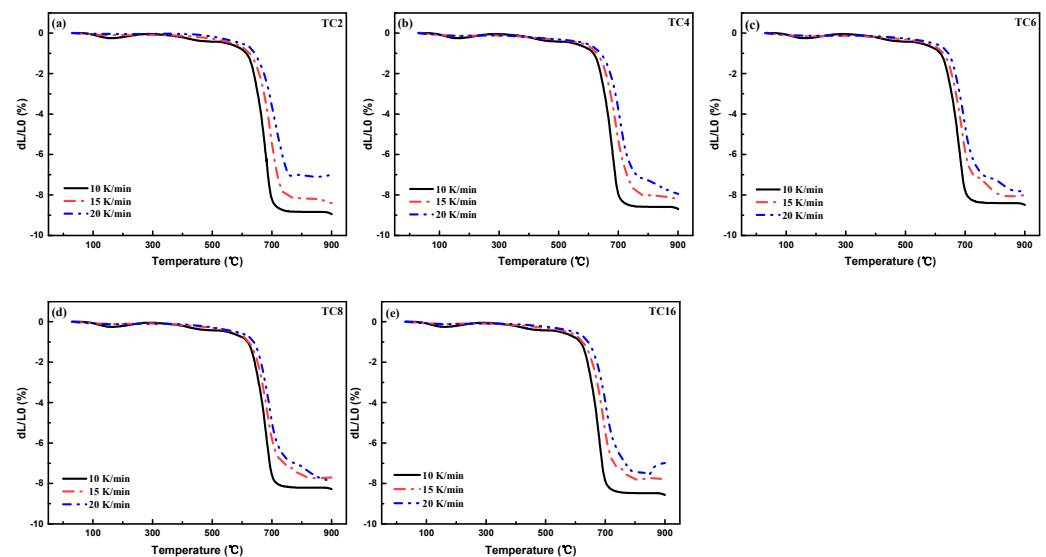 (a)
TC2
dL/L0 (%)
0
-2
-4
-6
-8
-10
10 K/min
15 K/min
20 K/min
100 300 500 700 900
Temperature (℃)
(b)
TC4
dL/L0 (%)
0
-2
-4
-6
-8
-10
10 K/min
15 K/min
20 K/min
100 300 500 700 900
Temperature (℃)
(c)
TC6
dL/L0 (%)
0
-2
-4
-6
-8
-10
10 K/min
15 K/min
20 K/min
100 300 500 700 900
Temperature (℃)
(d)
TC8
dL/L0 (%)
0
-2
-4
-6
-8
-10
10 K/min
15 K/min
20 K/min
100 300 500 700 900
Temperature (℃)
(e)
TC16
dL/L0 (%)
0
-2
-4
-6
-8
-10
10 K/min
15 K/min
20 K/min
100 300 500 700 900
Temperature (℃)